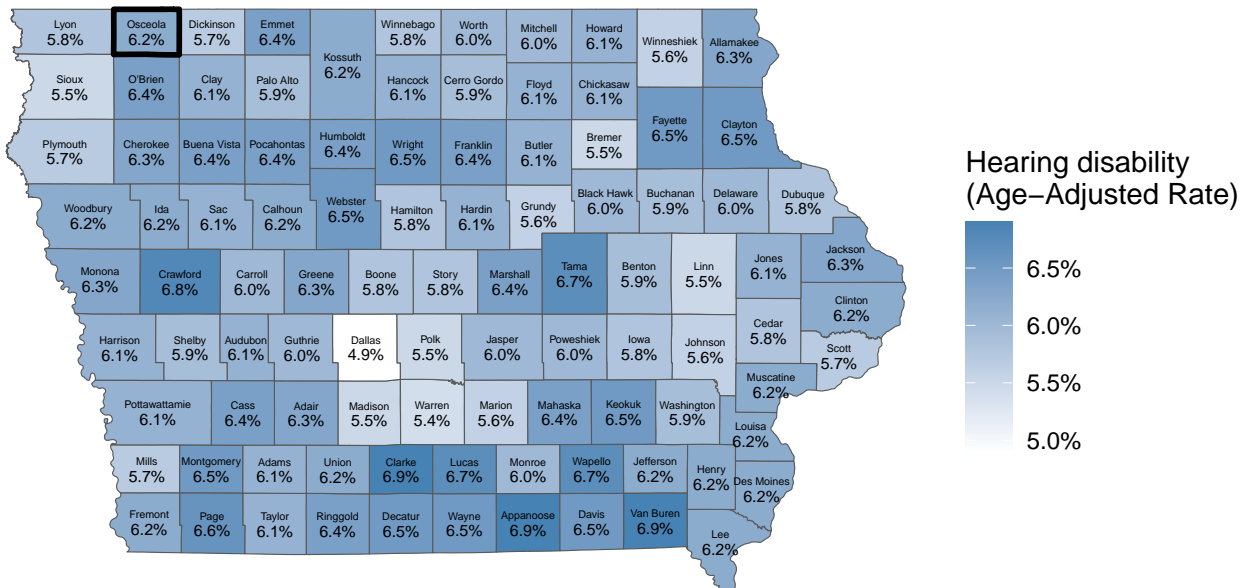 Lyon
5.8%
Osceola
6.2%
Dickinson
5.7%
Emmet
6.4%
Winnebago
5.8%
Worth
6.0%
Mitchell
6.0%
Howard
6.1%
Winneshiek
5.6%
Allamakee
6.3%
Kossuth
6.2%
Sioux
5.5%
O'Brien
6.4%
Clay
6.1%
Palo Alto
5.9%
Hancock
6.1%
Cerro Gordo
5.9%
Floyd
6.1%
Chickasaw
6.1%
Fayette
6.5%
Clayton
6.5%
Plymouth
5.7%
Cherokee
6.3%
Buena Vista
6.4%
Pocahontas
6.4%
Humboldt
6.4%
Wright
6.5%
Franklin
6.4%
Butler
6.1%
Bremer
5.5%
Hearing disability
(Age−Adjusted Rate)
Woodbury
6.2%
Ida
6.2%
Sac
6.1%
Calhoun
6.2%
Webster
6.5%
Hamilton
5.8%
Hardin
6.1%
Grundy
5.6%
Black Hawk
6.0%
Buchanan
5.9%
Delaware
6.0%
Dubuque
5.8%
Monona
6.3%
Crawford
6.8%
Carroll
6.0%
Greene
6.3%
Boone
5.8%
Story
5.8%
Marshall
6.4%
Tama
6.7%
Benton
5.9%
Linn
5.5%
Jones
6.1%
Jackson
6.3%
Clinton
6.2%
6.5%
6.0%
5.5%
5.0%
Harrison
6.1%
Shelby
5.9%
Audubon
6.1%
Guthrie
6.0%
Dallas
4.9%
Polk
5.5%
Jasper
6.0%
Poweshiek
6.0%
Iowa
5.8%
Johnson
5.6%
Cedar
5.8%
Scott
5.7%
Muscatine
6.2%
Pottawattamie
6.1%
Cass
6.4%
Adair
6.3%
Madison
5.5%
Warren
5.4%
Marion
5.6%
Mahaska
6.4%
Keokuk
6.5%
Washington
5.9%
Louisa
6.2%
Mills
5.7%
Montgomery
6.5%
Adams
6.1%
Union
6.2%
Clarke
6.9%
Lucas
6.7%
Monroe
6.0%
Wapello
6.7%
Jefferson
6.2%
Henry
6.2%
Des Moines
6.2%
Fremont
6.2%
Page
6.6%
Taylor
6.1%
Ringgold
6.4%
Decatur
6.5%
Wayne
6.5%
Appanoose
6.9%
Davis
6.5%
Van Buren
6.9%
Lee
6.2%